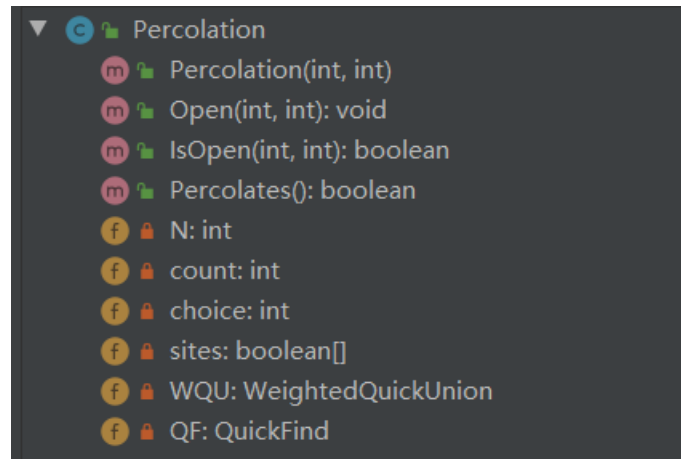 Percolation
Percolation(int, int)
Open(int, int): void
IsOpen(int, int): boolean
Percolates(): boolean
N: int
count: int
choice: int
sites: boolean[]
WQU: WeightedQuickUnion
QF: QuickFind